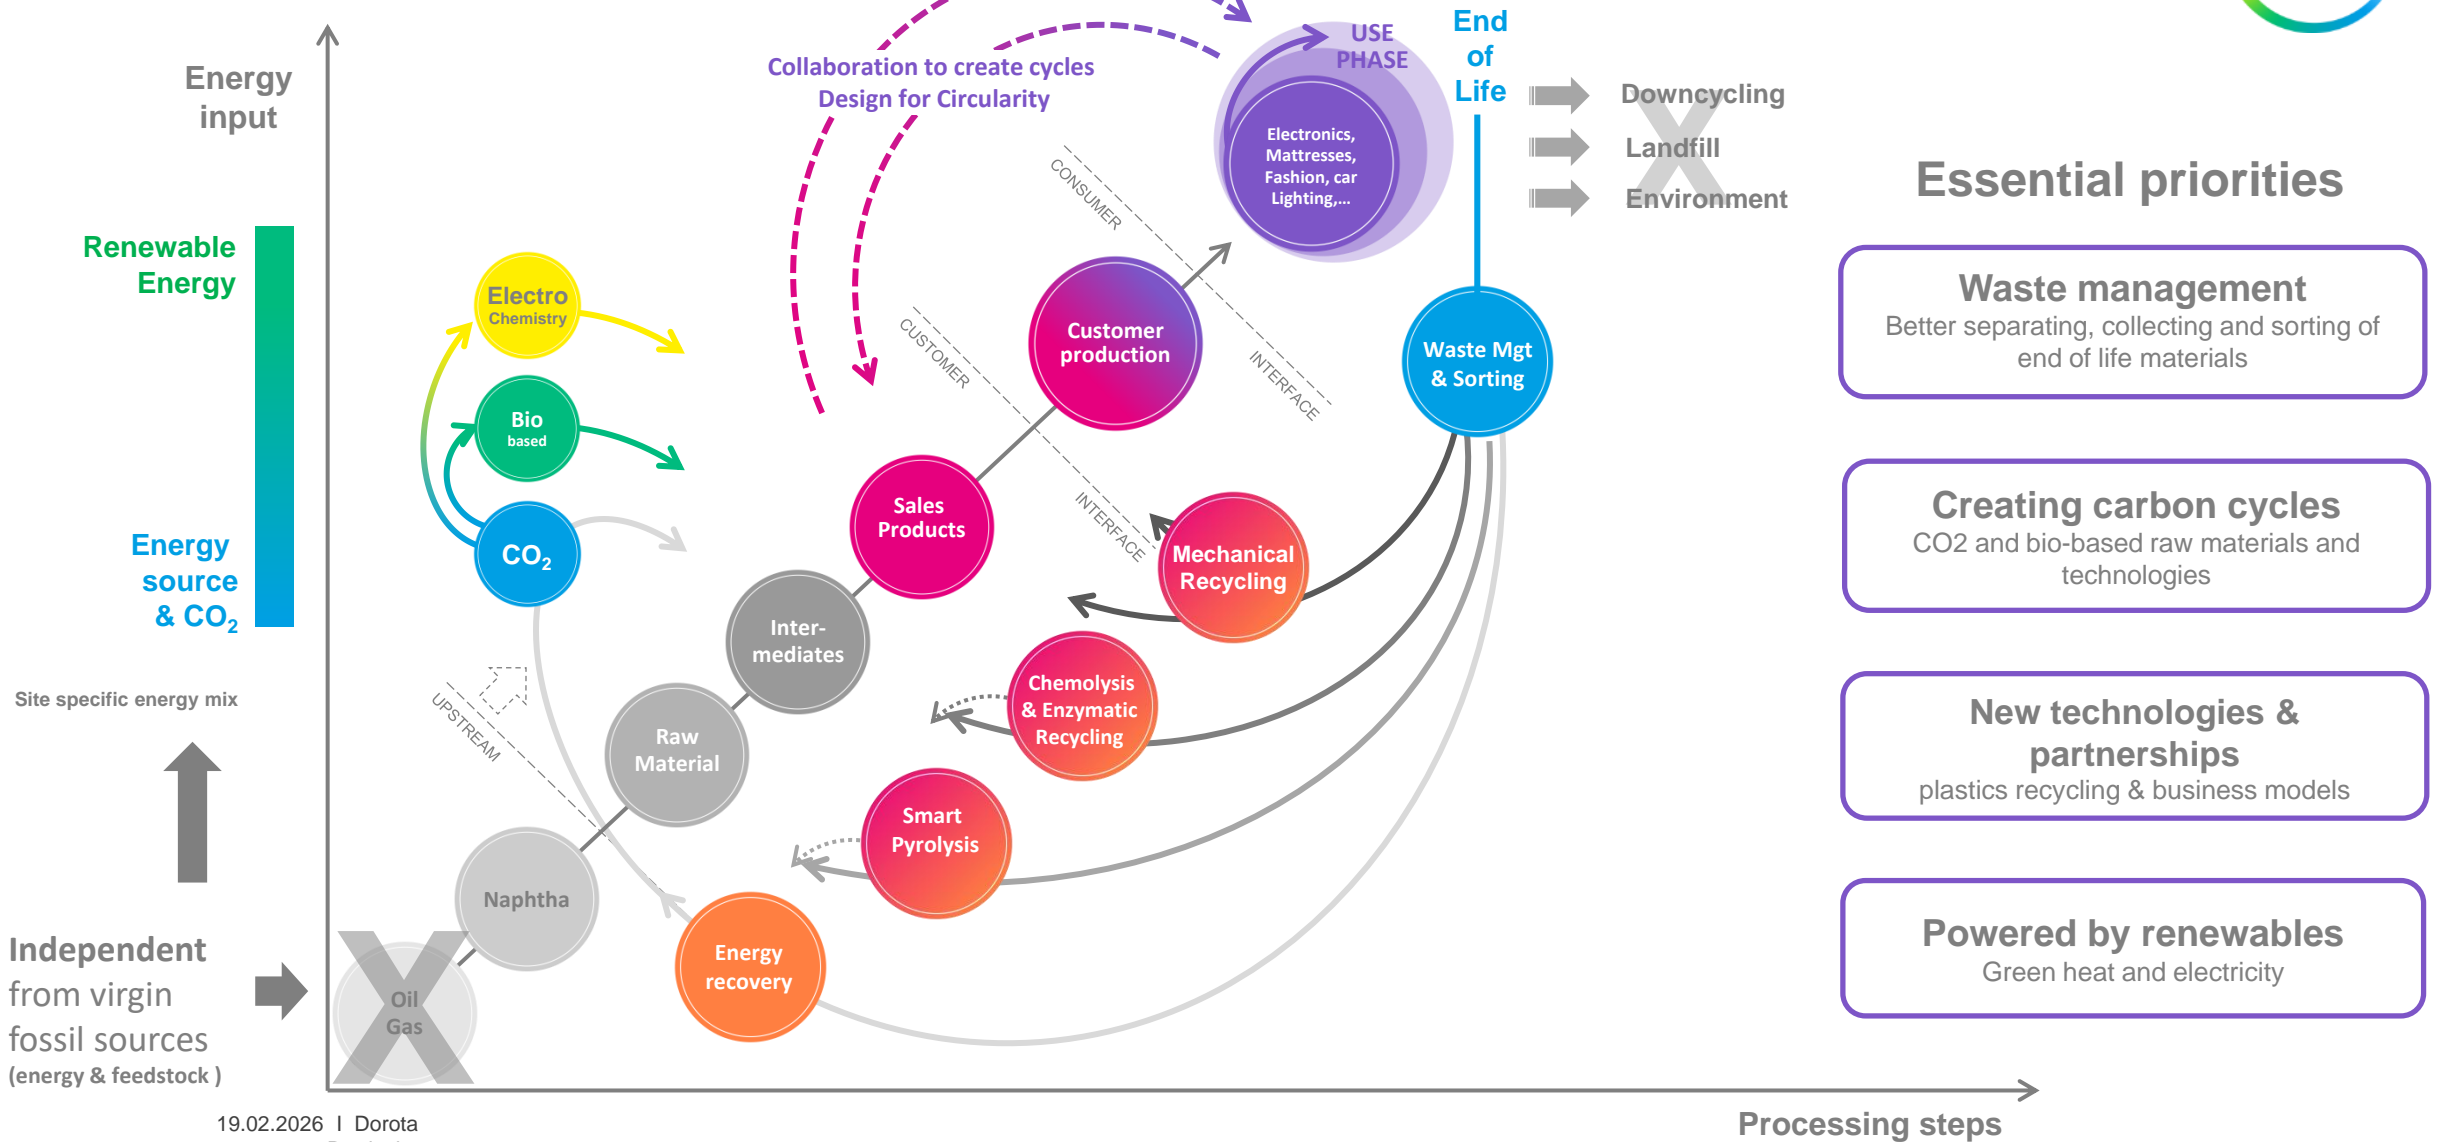 Energy
input
Renewable
Energy
Energy
source
& CO2
Site specific energy mix
Independent
from virgin
fossil sources
(energy & feedstock )
Collaboration to create cycles
Design for Circularity
USE
PHASE
Electronics,
Mattresses,
Fashion, car
Lighting,...
End
of
Life
Downcycling
Landfill
Environment
Electro
Chemistry
Bio
based
CO2
UPSTREAM
CUSTOMER
INTERFACE
CONSUMER
INTERFACE
Oil
Gas
Naphtha
Raw
Material
Inter-
mediates
Sales
Products
Customer
production
Waste Mgt
& Sorting
Mechanical
Recycling
Chemolysis
& Enzymatic
Recycling
Smart
Pyrolysis
Energy
recovery
Essential priorities
Waste management
Better separating, collecting and sorting of
end of life materials
Creating carbon cycles
CO2 and bio-based raw materials and
technologies
New technologies &
partnerships
plastics recycling & business models
Powered by renewables
Green heat and electricity
Processing steps
19.02.2026 I Dorota